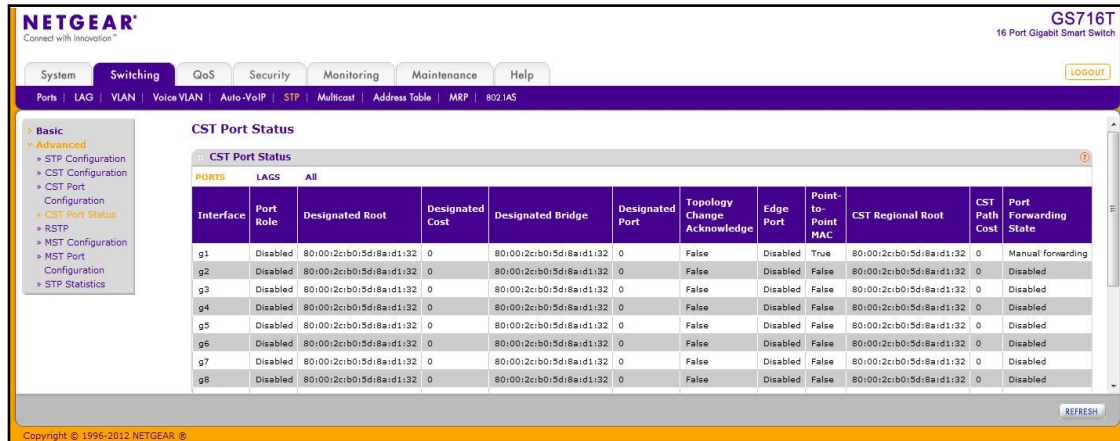 NETGEAR®
Connect with Innovation™
GS716T
16 Port Gigabit Smart Switch
System Switching QoS Security Monitoring Maintenance Help
LOGOUT
Ports LAG VLAN Voice VLAN Auto-VoIP STP Multicast Address Table MRP 802.1AS
Basic
Advanced
» STP Configuration
» CST Configuration
» CST Port
Configuration
» CST Port Status
» RSTP
» MST Configuration
» MST Port
Configuration
» STP Statistics
CST Port Status
CST Port Status
PORTS LAGS All
Interface Port Role Designated Root Designated Cost Designated Bridge Designated Port Topology Change Acknowledge Edge Port Point-to-Point MAC CST Regional Root CST Path Cost Port Forwarding State
g1 Disabled 80:00:2c:b0:5d:8a:d1:32 0 80:00:2c:b0:5d:8a:d1:32 0 False Disabled True 80:00:2c:b0:5d:8a:d1:32 0 Manual forwarding
g2 Disabled 80:00:2c:b0:5d:8a:d1:32 0 80:00:2c:b0:5d:8a:d1:32 0 False Disabled False 80:00:2c:b0:5d:8a:d1:32 0 Disabled
g3 Disabled 80:00:2c:b0:5d:8a:d1:32 0 80:00:2c:b0:5d:8a:d1:32 0 False Disabled False 80:00:2c:b0:5d:8a:d1:32 0 Disabled
g4 Disabled 80:00:2c:b0:5d:8a:d1:32 0 80:00:2c:b0:5d:8a:d1:32 0 False Disabled False 80:00:2c:b0:5d:8a:d1:32 0 Disabled
g5 Disabled 80:00:2c:b0:5d:8a:d1:32 0 80:00:2c:b0:5d:8a:d1:32 0 False Disabled False 80:00:2c:b0:5d:8a:d1:32 0 Disabled
g6 Disabled 80:00:2c:b0:5d:8a:d1:32 0 80:00:2c:b0:5d:8a:d1:32 0 False Disabled False 80:00:2c:b0:5d:8a:d1:32 0 Disabled
g7 Disabled 80:00:2c:b0:5d:8a:d1:32 0 80:00:2c:b0:5d:8a:d1:32 0 False Disabled False 80:00:2c:b0:5d:8a:d1:32 0 Disabled
g8 Disabled 80:00:2c:b0:5d:8a:d1:32 0 80:00:2c:b0:5d:8a:d1:32 0 False Disabled False 80:00:2c:b0:5d:8a:d1:32 0 Disabled
REFRESH
Copyright © 1996-2012 NETGEAR ®